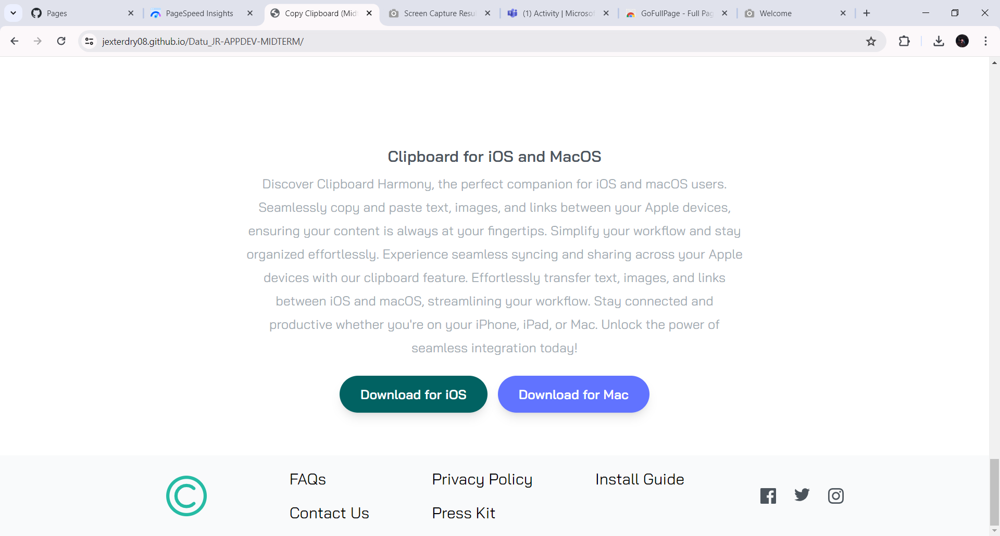 Pages
PageSpeed Insights
Copy Clipboard (Mid
Screen Capture Resu
(1) Activity | Microso
GoFullPage - Full Pag
Welcome
jexterdry08.github.io/Datu_JR-APPDEV-MIDTERM/
Clipboard for iOS and MacOS
Discover Clipboard Harmony, the perfect companion for iOS and macOS users.
Seamlessly copy and paste text, images, and links between your Apple devices,
ensuring your content is always at your fingertips. Simplify your workflow and stay
organized effortlessly. Experience seamless syncing and sharing across your Apple
devices with our clipboard feature. Effortlessly transfer text, images, and links
between iOS and macOS, streamlining your workflow. Stay connected and
productive whether you're on your iPhone, iPad, or Mac. Unlock the power of
seamless integration today!
Download for iOS
Download for Mac
FAQs
Privacy Policy
Install Guide
Contact Us
Press Kit